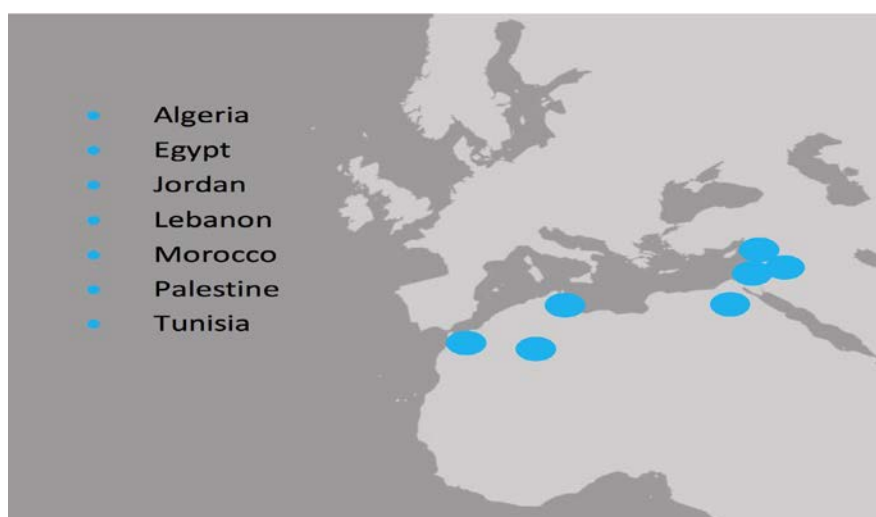 Algeria
Egypt
Jordan
Lebanon
Morocco
Palestine
Tunisia